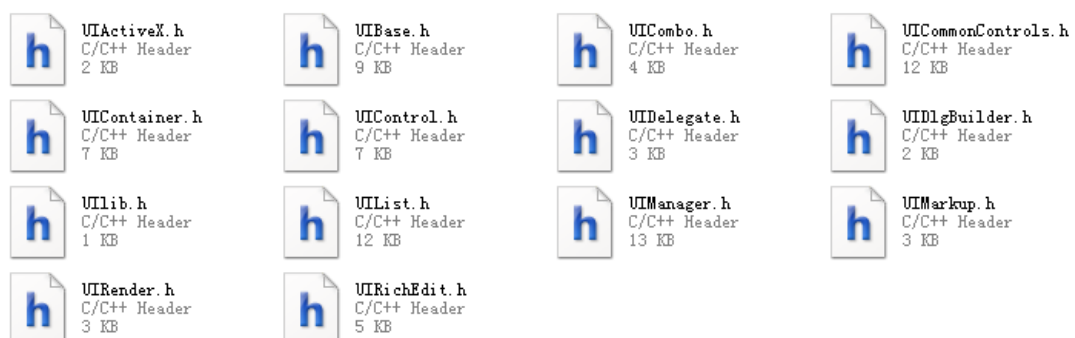 UIActiveX.h
C/C++ Header
2 KB
UIBase.h
C/C++ Header
9 KB
UICombo.h
C/C++ Header
4 KB
UICommonControls.h
C/C++ Header
12 KB
UIContainer.h
C/C++ Header
7 KB
UIControl.h
C/C++ Header
7 KB
UIDelegate.h
C/C++ Header
3 KB
UIDlgBuilder.h
C/C++ Header
2 KB
UIlib.h
C/C++ Header
1 KB
UIList.h
C/C++ Header
12 KB
UIManager.h
C/C++ Header
13 KB
UIMarkup.h
C/C++ Header
3 KB
UIRender.h
C/C++ Header
3 KB
UIRichEdit.h
C/C++ Header
5 KB